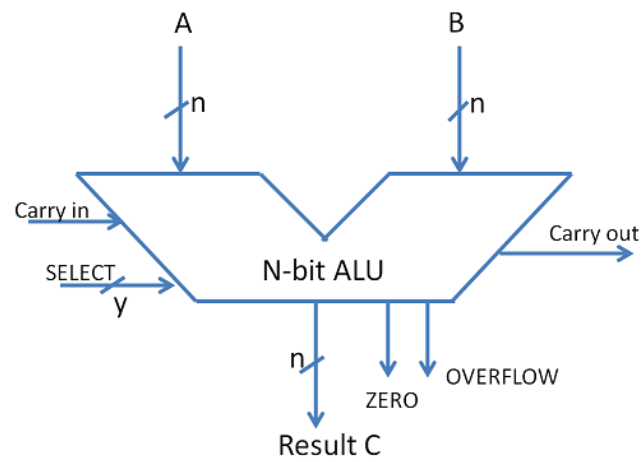 A
B
n
n
Carry in
Carry out
SELECT
N-bit ALU
y
n
OVERFLOW
ZERO
Result C